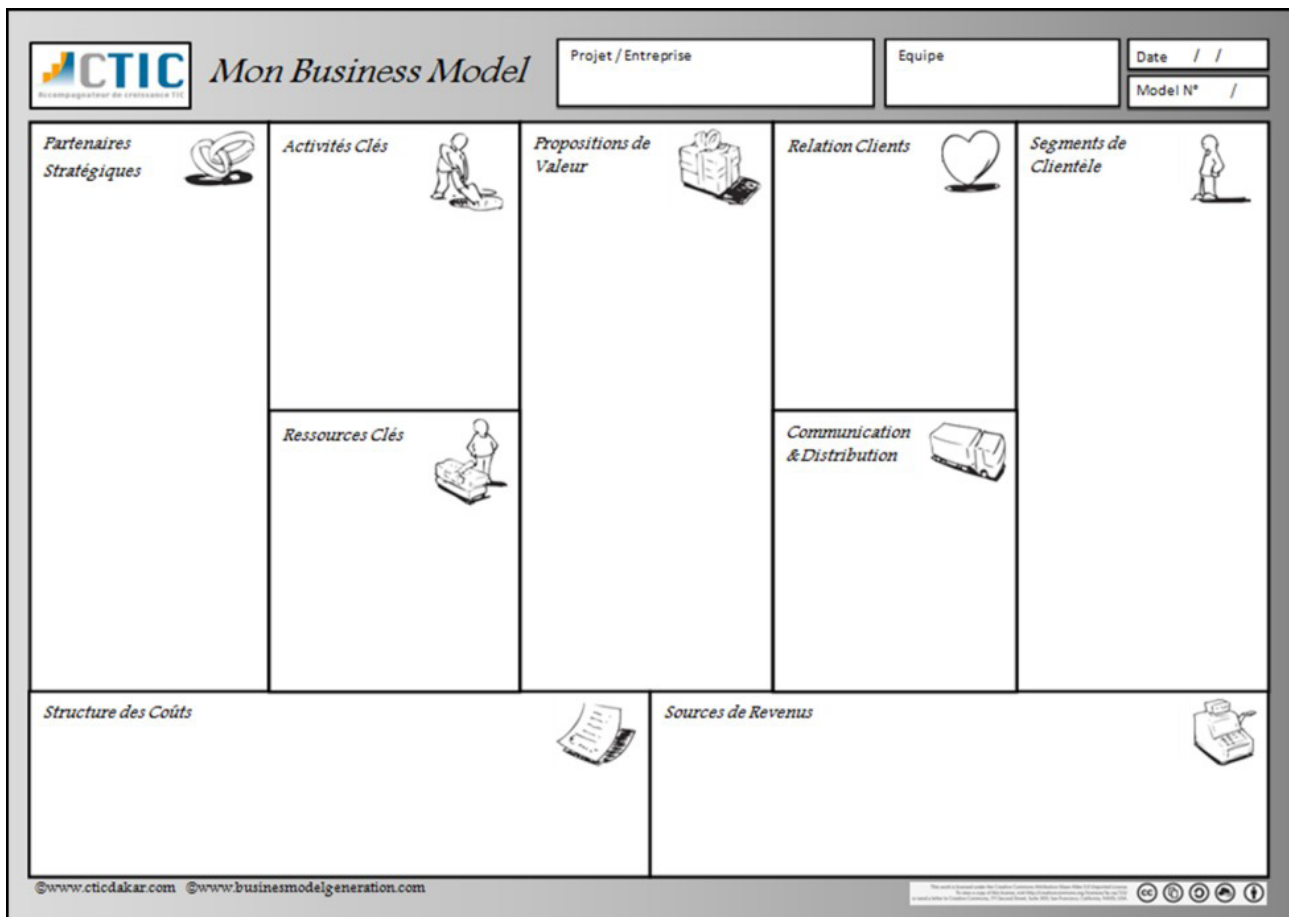 CTIC
Accompagnateur de croissance TIC
Mon Business Model
Projet / Entreprise
Equipe
Date / /
Model N° /
Partenaires
Stratégiques
Activités Clés
Propositions de
Valeur
Relation Clients
Segments de
Clientèle
Ressources Clés
Communication
& Distribution
Structure des Coûts
Sources de Revenus
©www.cticdakar.com ©www.businesmodelgeneration.com
cc